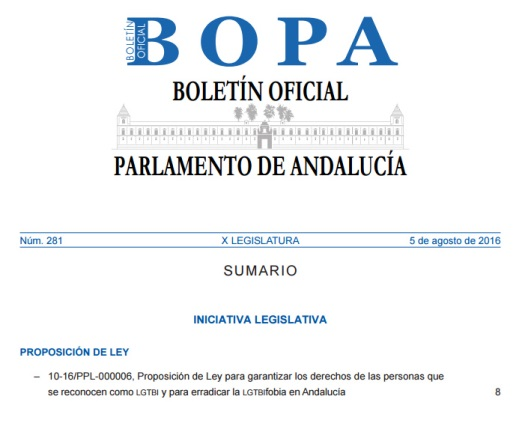 BOLETÍN
OFICIAL
BOPA
BOLETÍN OFICIAL
PARLAMENTO DE ANDALUCÍA
Núm. 281 X LEGISLATURA 5 de agosto de 2016
SUMARIO
INICIATIVA LEGISLATIVA
PROPOSICIÓN DE LEY
– 10-16/PPL-000006, Proposición de Ley para garantizar los derechos de las personas que
se reconocen como LGTBI y para erradicar la LGTBIfobia en Andalucía 8